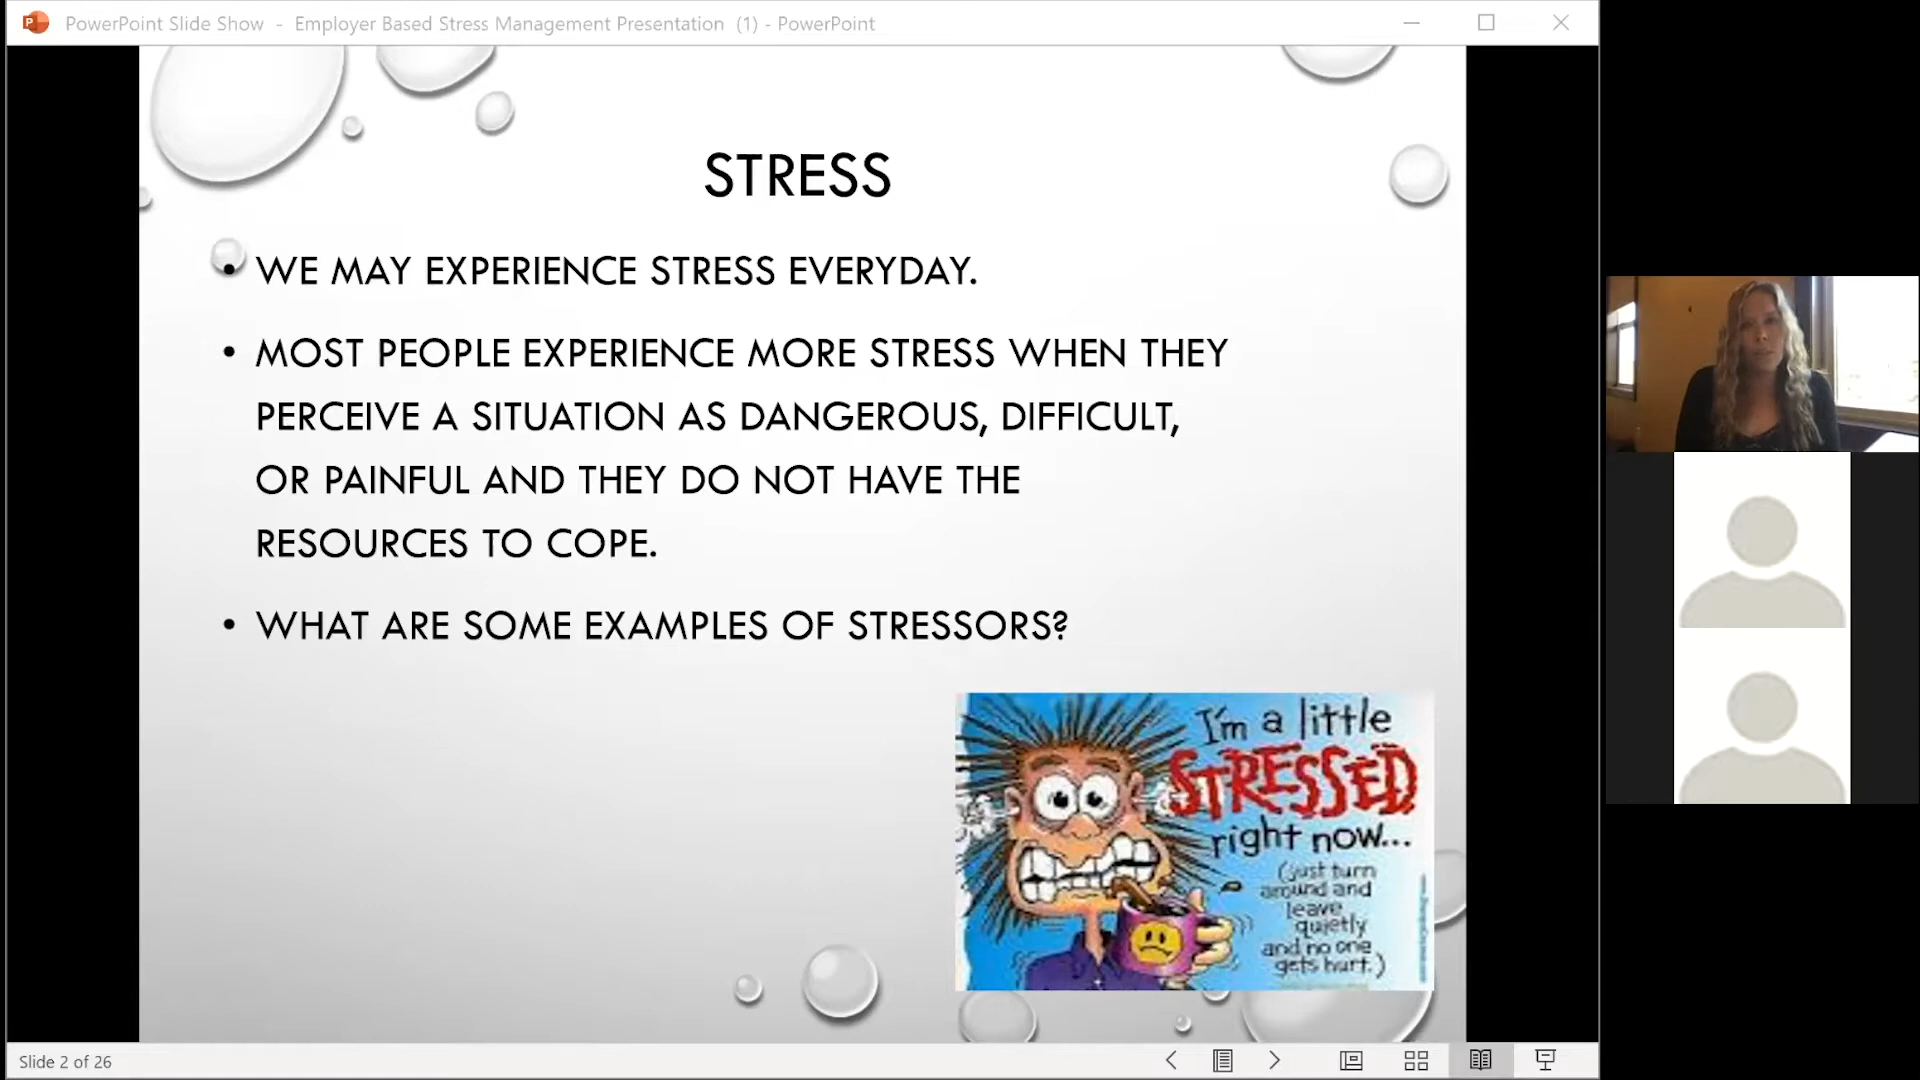 PowerPoint Slide Show - Employer Based Stress Management Presentation (1) - PowerPoint
STRESS
• WE MAY EXPERIENCE STRESS EVERYDAY.
• MOST PEOPLE EXPERIENCE MORE STRESS WHEN THEY
PERCEIVE A SITUATION AS DANGEROUS, DIFFICULT,
OR PAINFUL AND THEY DO NOT HAVE THE
RESOURCES TO COPE.
• WHAT ARE SOME EXAMPLES OF STRESSORS?
I'm a little
STRESSED
right now...
(just turn
around and
leave
quietly
and no one
gets hurt.)
Slide 2 of 26